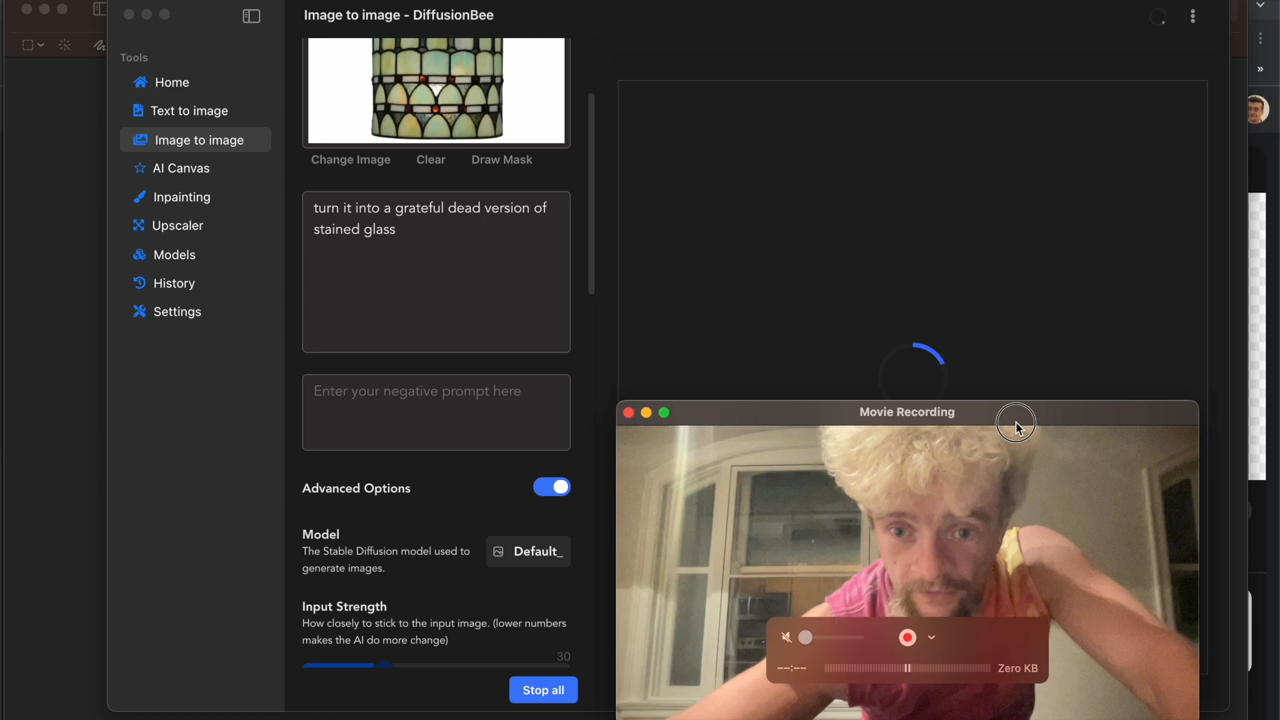 Image to image - DiffusionBee
Tools
Home
Text to image
Image to image
AI Canvas
Inpainting
Upscaler
Models
History
Settings
Change Image
Clear
Draw Mask
turn it into a grateful dead version of
stained glass
Enter your negative prompt here
Advanced Options
Model
The Stable Diffusion model used to
generate images.
Default_
Input Strength
How closely to stick to the input image. (lower numbers
makes the AI do more change)
30
Stop all
Movie Recording
--:--
Zero KB